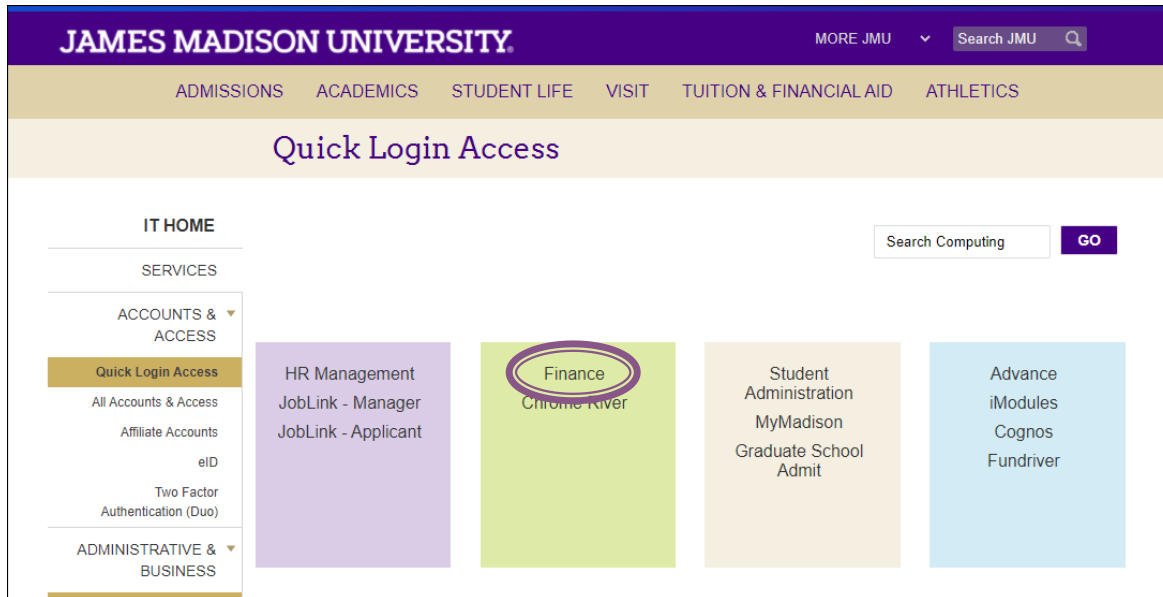 JAMES MADISON UNIVERSITY.
MORE JMU
Search JMU
ADMISSIONS ACADEMICS STUDENT LIFE VISIT TUITION & FINANCIAL AID ATHLETICS
Quick Login Access
IT HOME
SERVICES
ACCOUNTS &
ACCESS
Quick Login Access
All Accounts & Access
Affiliate Accounts
eID
Two Factor
Authentication (Duo)
ADMINISTRATIVE &
BUSINESS
Search Computing
GO
HR Management
JobLink - Manager
JobLink - Applicant
Finance
Chrome River
Student
Administration
MyMadison
Graduate School
Admit
Advance
iModules
Cognos
Fundriver